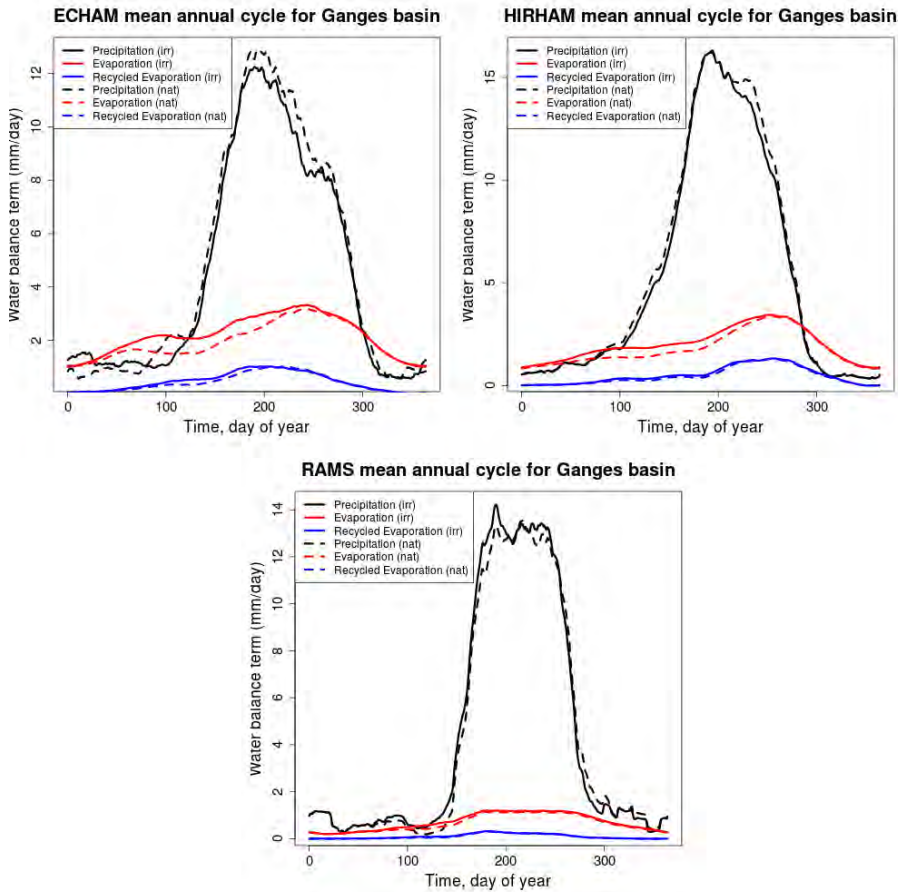 ECHAM mean annual cycle for Ganges basin
Precipitation (irr)
Evaporation (irr)
Recycled Evaporation (irr)
Precipitation (nat)
Evaporation (nat)
Recycled Evaporation (nat)
Water balance term (mm/day)
12
10
8
6
4
2
0
100
200
300
Time, day of year
HIRHAM mean annual cycle for Ganges basin
Precipitation (irr)
Evaporation (irr)
Recycled Evaporation (irr)
Precipitation (nat)
Evaporation (nat)
Recycled Evaporation (nat)
Water balance term (mm/day)
15
10
5
0
0
100
200
300
Time, day of year
RAMS mean annual cycle for Ganges basin
Precipitation (irr)
Evaporation (irr)
Recycled Evaporation (irr)
Precipitation (nat)
Evaporation (nat)
Recycled Evaporation (nat)
Water balance term (mm/day)
14
12
10
8
6
4
2
0
0
100
200
300
Time, day of year